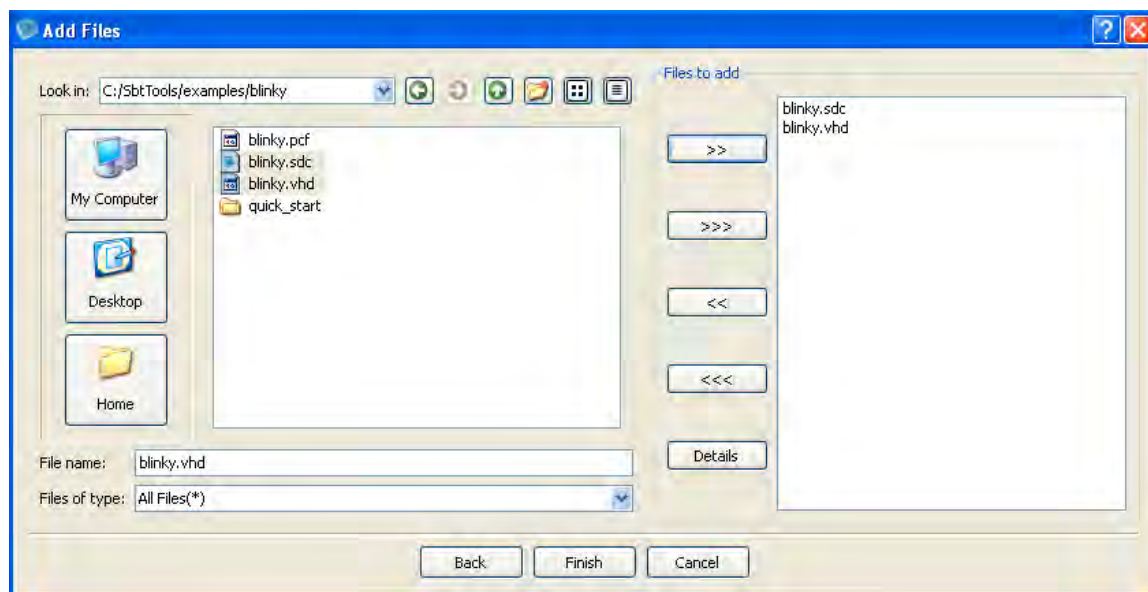 Add Files
Look in: C:/SbtTools/examples/blinky
My Computer
Desktop
Home
blinky.pcf
blinky.sdc
blinky.vhd
quick_start
File name: blinky.vhd
Files of type: All Files(*)
>>
>>>
<<
<<<
Details
Files to add
blinky.sdc
blinky.vhd
Back Finish Cancel